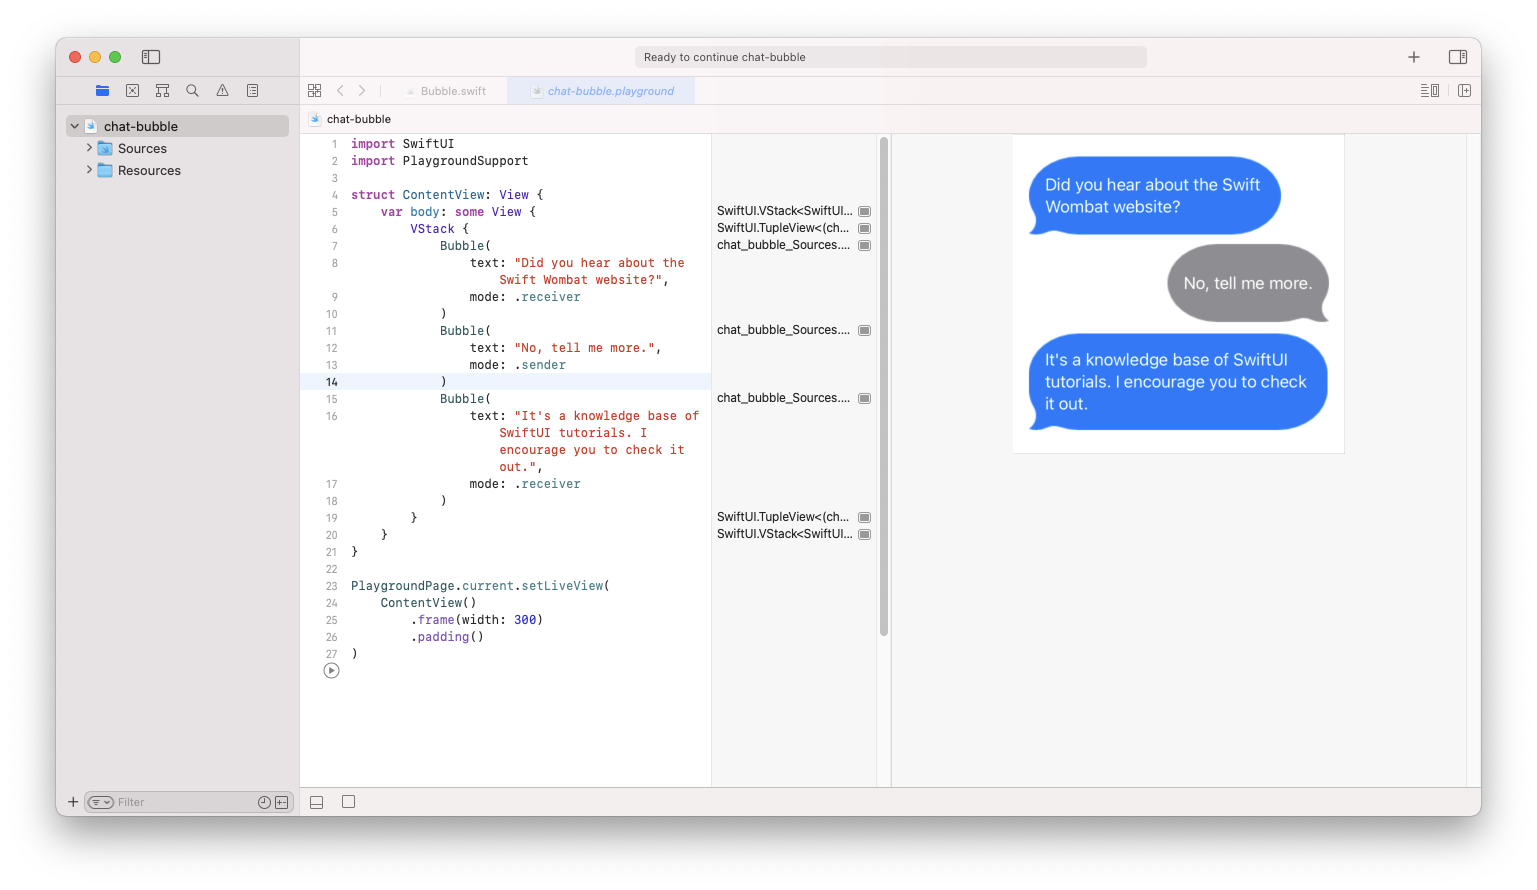 Ready to continue chat-bubble
Bubble.swift
chat-bubble.playground
chat-bubble
chat-bubble
Sources
Resources
1 import SwiftUI
2 import PlaygroundSupport
3
4 struct ContentView: View {
5 var body: some View { SwiftUI.VStack<SwiftUI...
6 VStack { SwiftUI.TupleView<(ch...
7 Bubble( chat_bubble_Sources....
8 text: "Did you hear about the
Swift Wombat website?",
9 mode: .receiver
10 )
11 Bubble( chat_bubble_Sources....
12 text: "No, tell me more.",
13 mode: .sender
14 )
15 Bubble( chat_bubble_Sources....
16 text: "It's a knowledge base of
SwiftUI tutorials. I
encourage you to check it
out.",
17 mode: .receiver
18 )
19 } SwiftUI.TupleView<(ch...
20 } SwiftUI.VStack<SwiftUI...
21 }
22
23 PlaygroundPage.current.setLiveView(
24 ContentView()
25 .frame(width: 300)
26 .padding()
27 )
Did you hear about the Swift
Wombat website?
No, tell me more.
It's a knowledge base of SwiftUI
tutorials. I encourage you to check
it out.
Filter